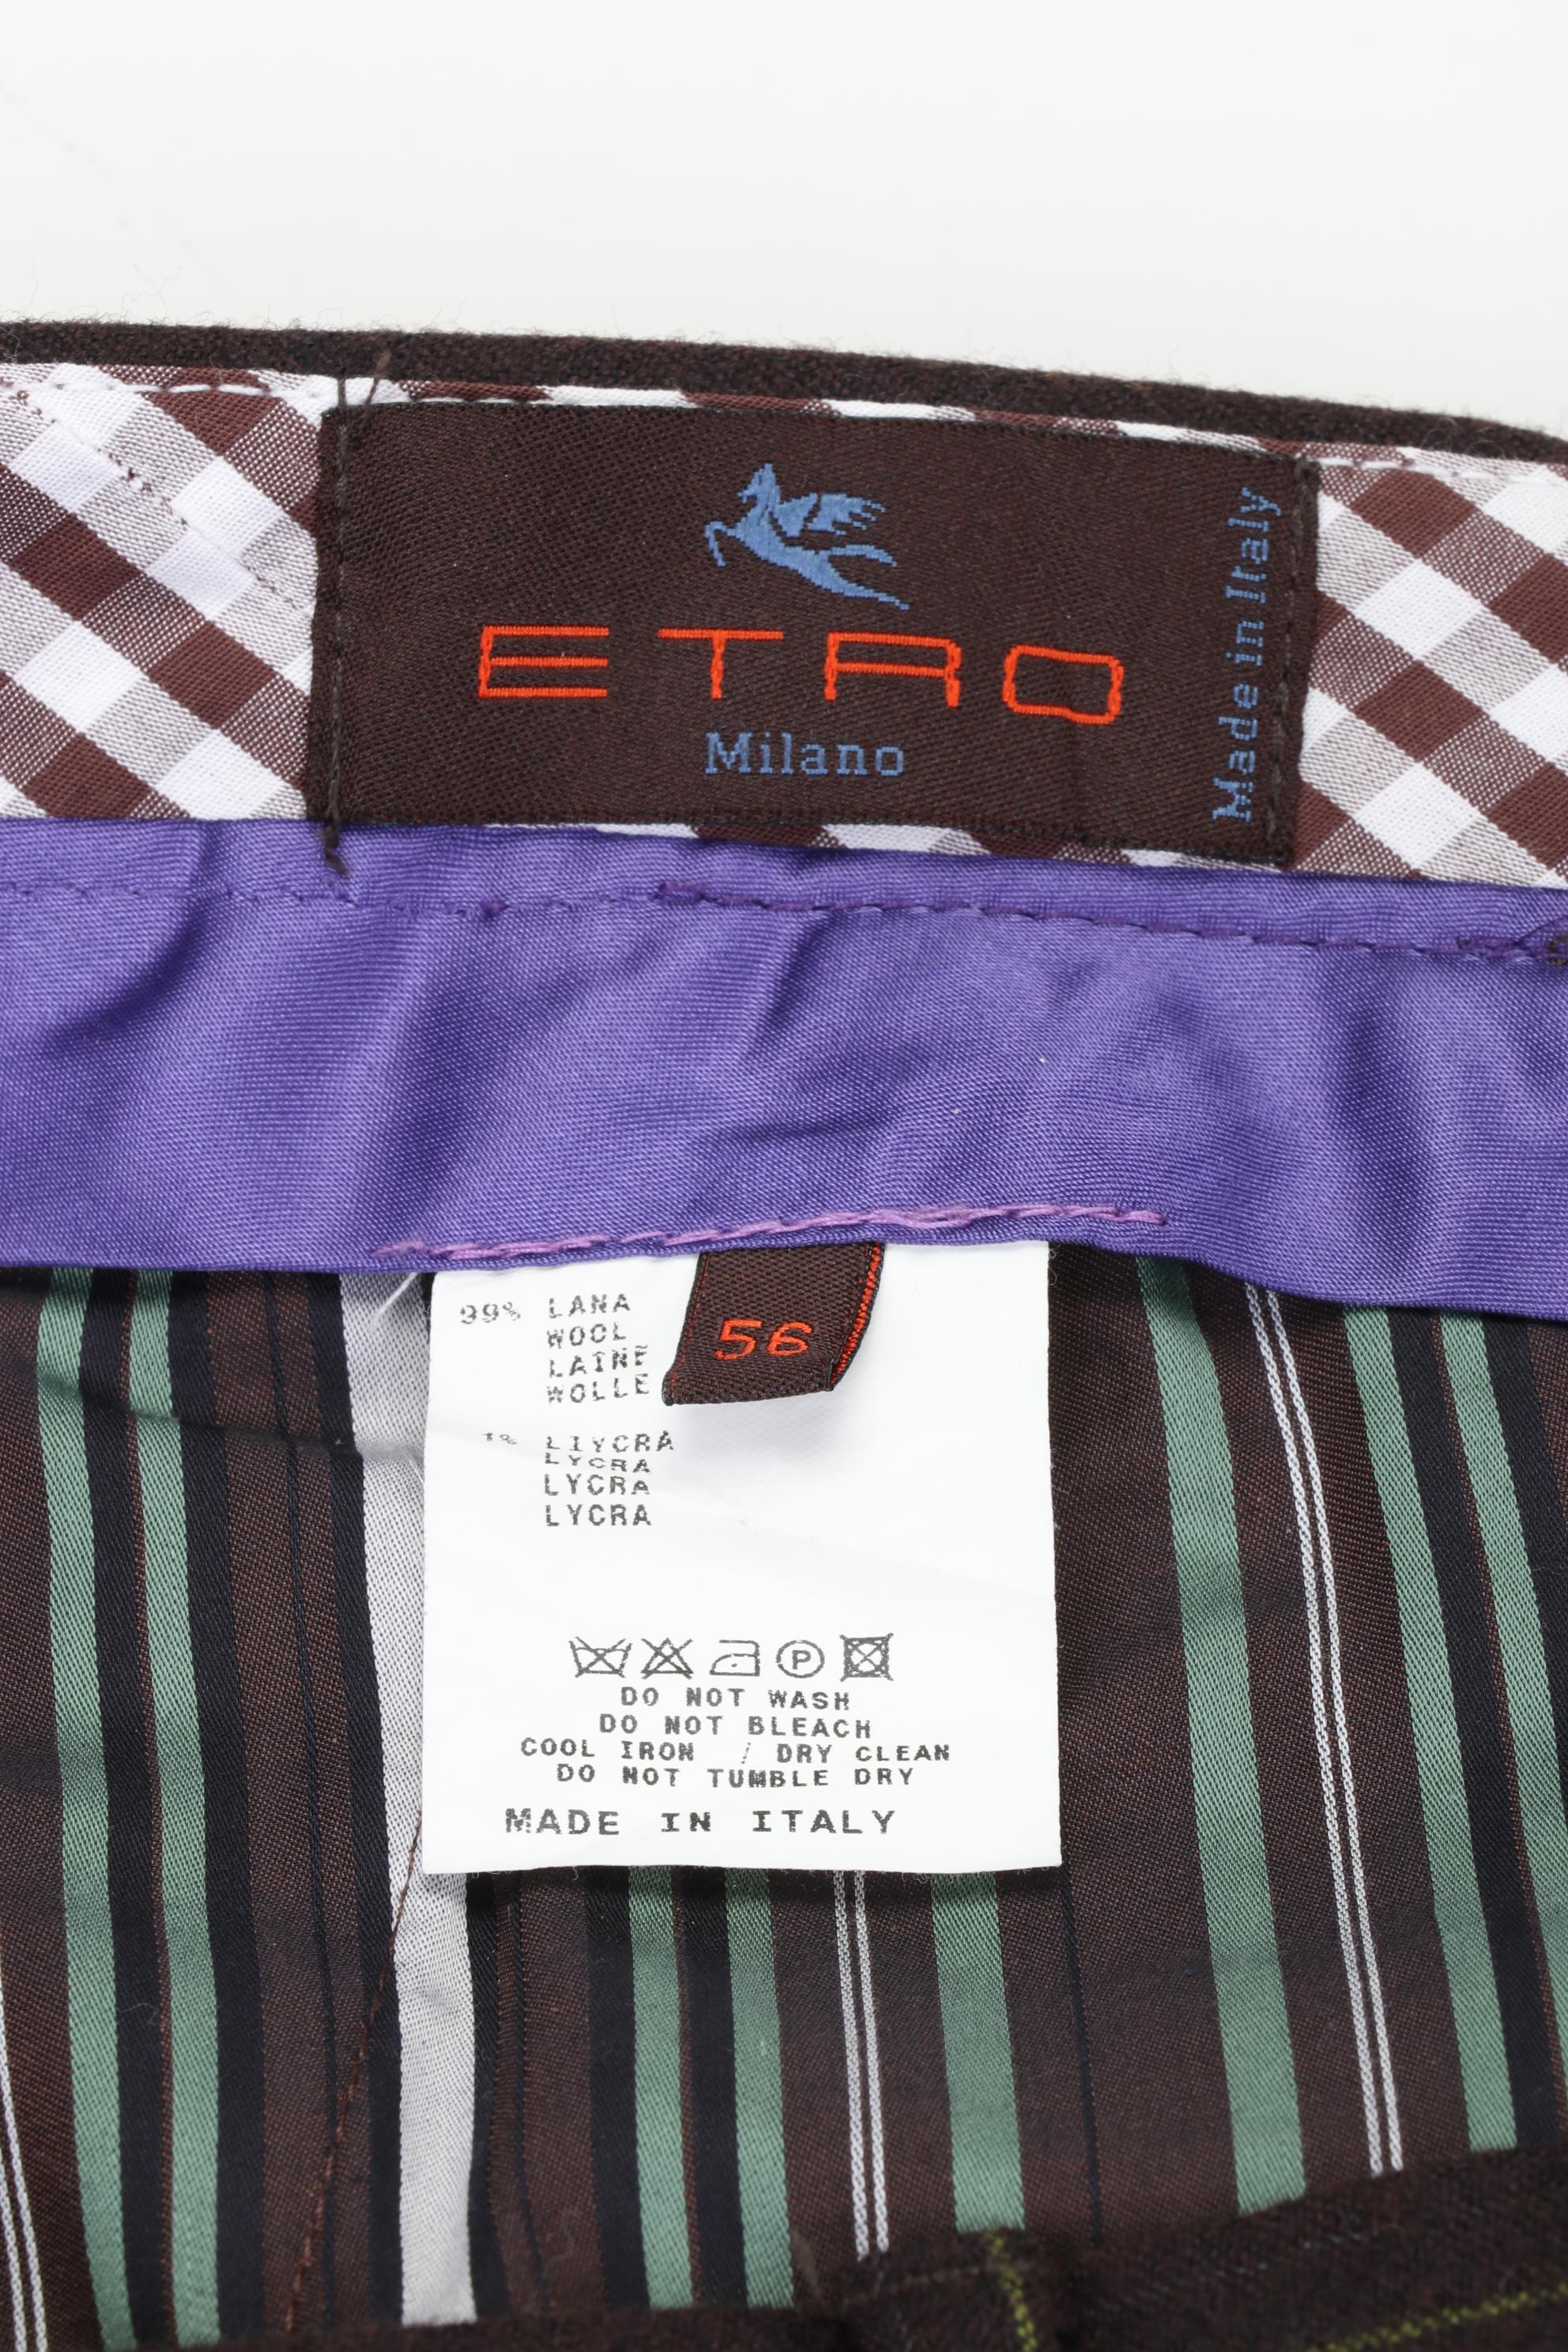 ETRO
Milano
Made in Italy
56
99% LANA
WOOL
LAINE
WOLLE
1% LIYCRA
LYCRA
LYCRA
LYCRA
P
DO NOT WASH
DO NOT BLEACH
COOL IRON / DRY CLEAN
DO NOT TUMBLE DRY
MADE IN ITALY